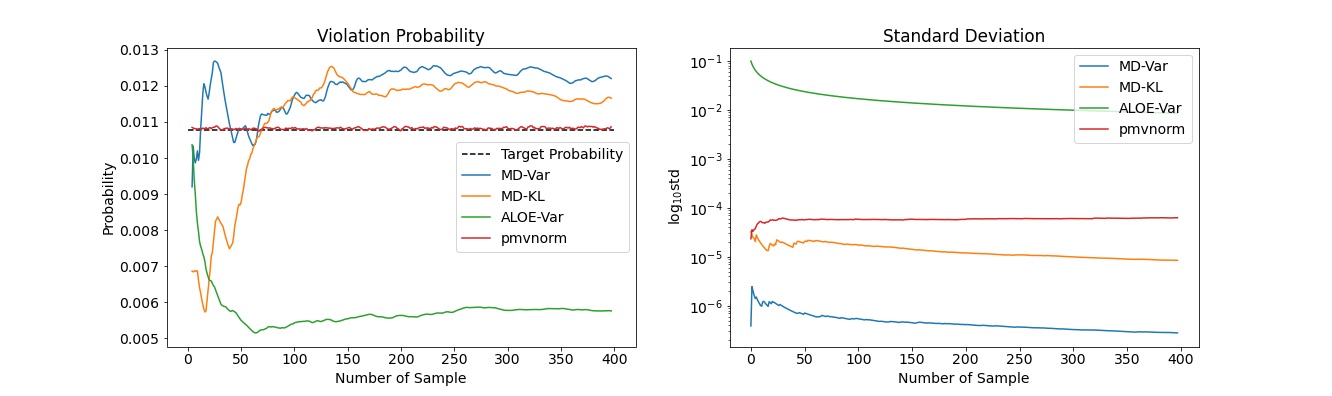 Violation Probability
0.013
0.012
0.011
0.010
0.009
0.008
0.007
0.006
0.005
Probability
0 50 100 150 200 250 300 350 400
Number of Sample
Target Probability
MD-Var
MD-KL
ALOE-Var
pmvnorm
Standard Deviation
10⁻¹
10⁻²
10⁻³
10⁻⁴
10⁻⁵
10⁻⁶
log₁₀std
0 50 100 150 200 250 300 350 400
Number of Sample
MD-Var
MD-KL
ALOE-Var
pmvnorm